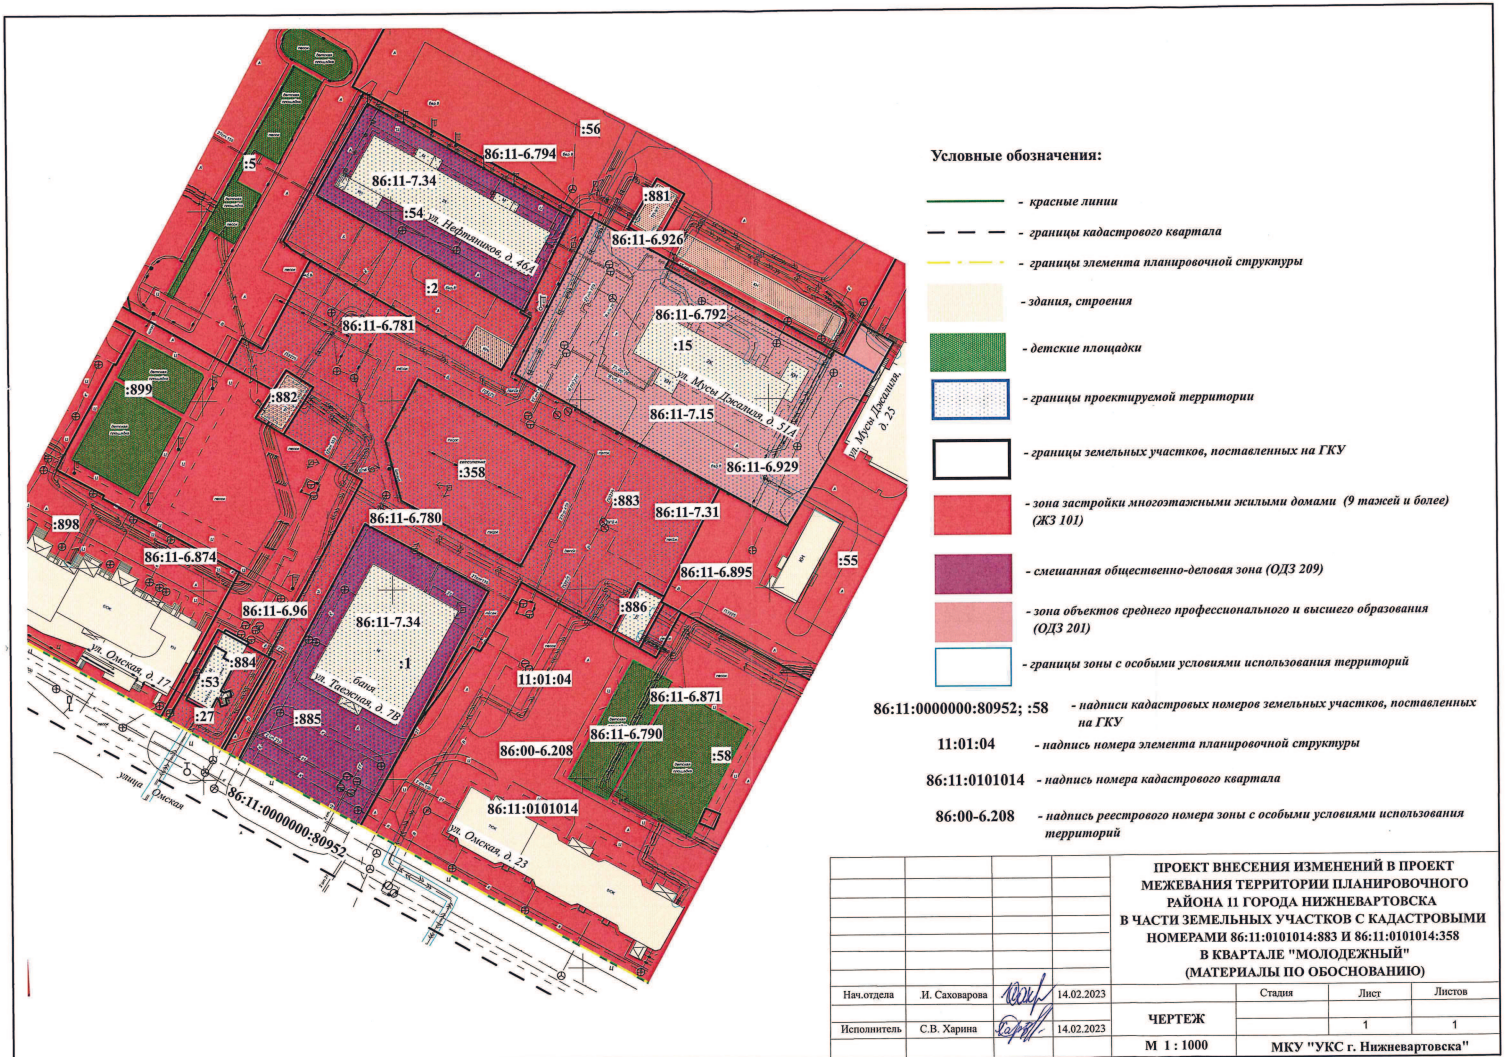 :56
86:11-6.794
:5
86:11-7.34
:54
ул. Нефтяников, д. 46А
:881
86:11-6.926
:2
86:11-6.781
86:11-6.792
:15
ул. Мусы Джалиля, д. 51А
ул. Мусы Джалиля,
д. 25
86:11-7.15
86:11-6.929
:899
:882
:358
:883
86:11-7.31
86:11-6.780
:898
86:11-6.874
:55
86:11-6.895
86:11-6.96
86:11-7.34
:1
баня
ул. Таежная, д. 7В
:886
:884
:53
:27
ул. Омская, д. 17
:885
11:01:04
86:11-6.871
86:11-6.790
:58
86:00-6.208
86:11:0101014
ул. Омская, д. 23
улица Омская
86:11:0000000:80952
Условные обозначения:
- красные линии
- границы кадастрового квартала
- границы элемента планировочной структуры
- здания, строения
- детские площадки
- границы проектируемой территории
- границы земельных участков, поставленных на ГКУ
- зона застройки многоэтажными жилыми домами (9 тажей и более)
(ЖЗ 101)
- смешанная общественно-деловая зона (ОДЗ 209)
- зона объектов среднего профессионального и высшего образования
(ОДЗ 201)
- границы зоны с особыми условиями использования территорий
86:11:0000000:80952; :58 - надписи кадастровых номеров земельных участков, поставленных
на ГКУ
11:01:04 - надпись номера элемента планировочной структуры
86:11:0101014 - надпись номера кадастрового квартала
86:00-6.208 - надпись реестрового номера зоны с особыми условиями использования
территорий
ПРОЕКТ ВНЕСЕНИЯ ИЗМЕНЕНИЙ В ПРОЕКТ
МЕЖЕВАНИЯ ТЕРРИТОРИИ ПЛАНИРОВОЧНОГО
РАЙОНА 11 ГОРОДА НИЖНЕВАРТОВСКА
В ЧАСТИ ЗЕМЕЛЬНЫХ УЧАСТКОВ С КАДАСТРОВЫМИ
НОМЕРАМИ 86:11:0101014:883 И 86:11:0101014:358
В КВАРТАЛЕ "МОЛОДЕЖНЫЙ"
(МАТЕРИАЛЫ ПО ОБОСНОВАНИЮ)
Нач.отдела И. Саховарова 14.02.2023
Стадия Лист Листов
Исполнитель С.В. Харина 14.02.2023
ЧЕРТЕЖ 1 1
М 1 : 1000 МКУ "УКС г. Нижневартовска"